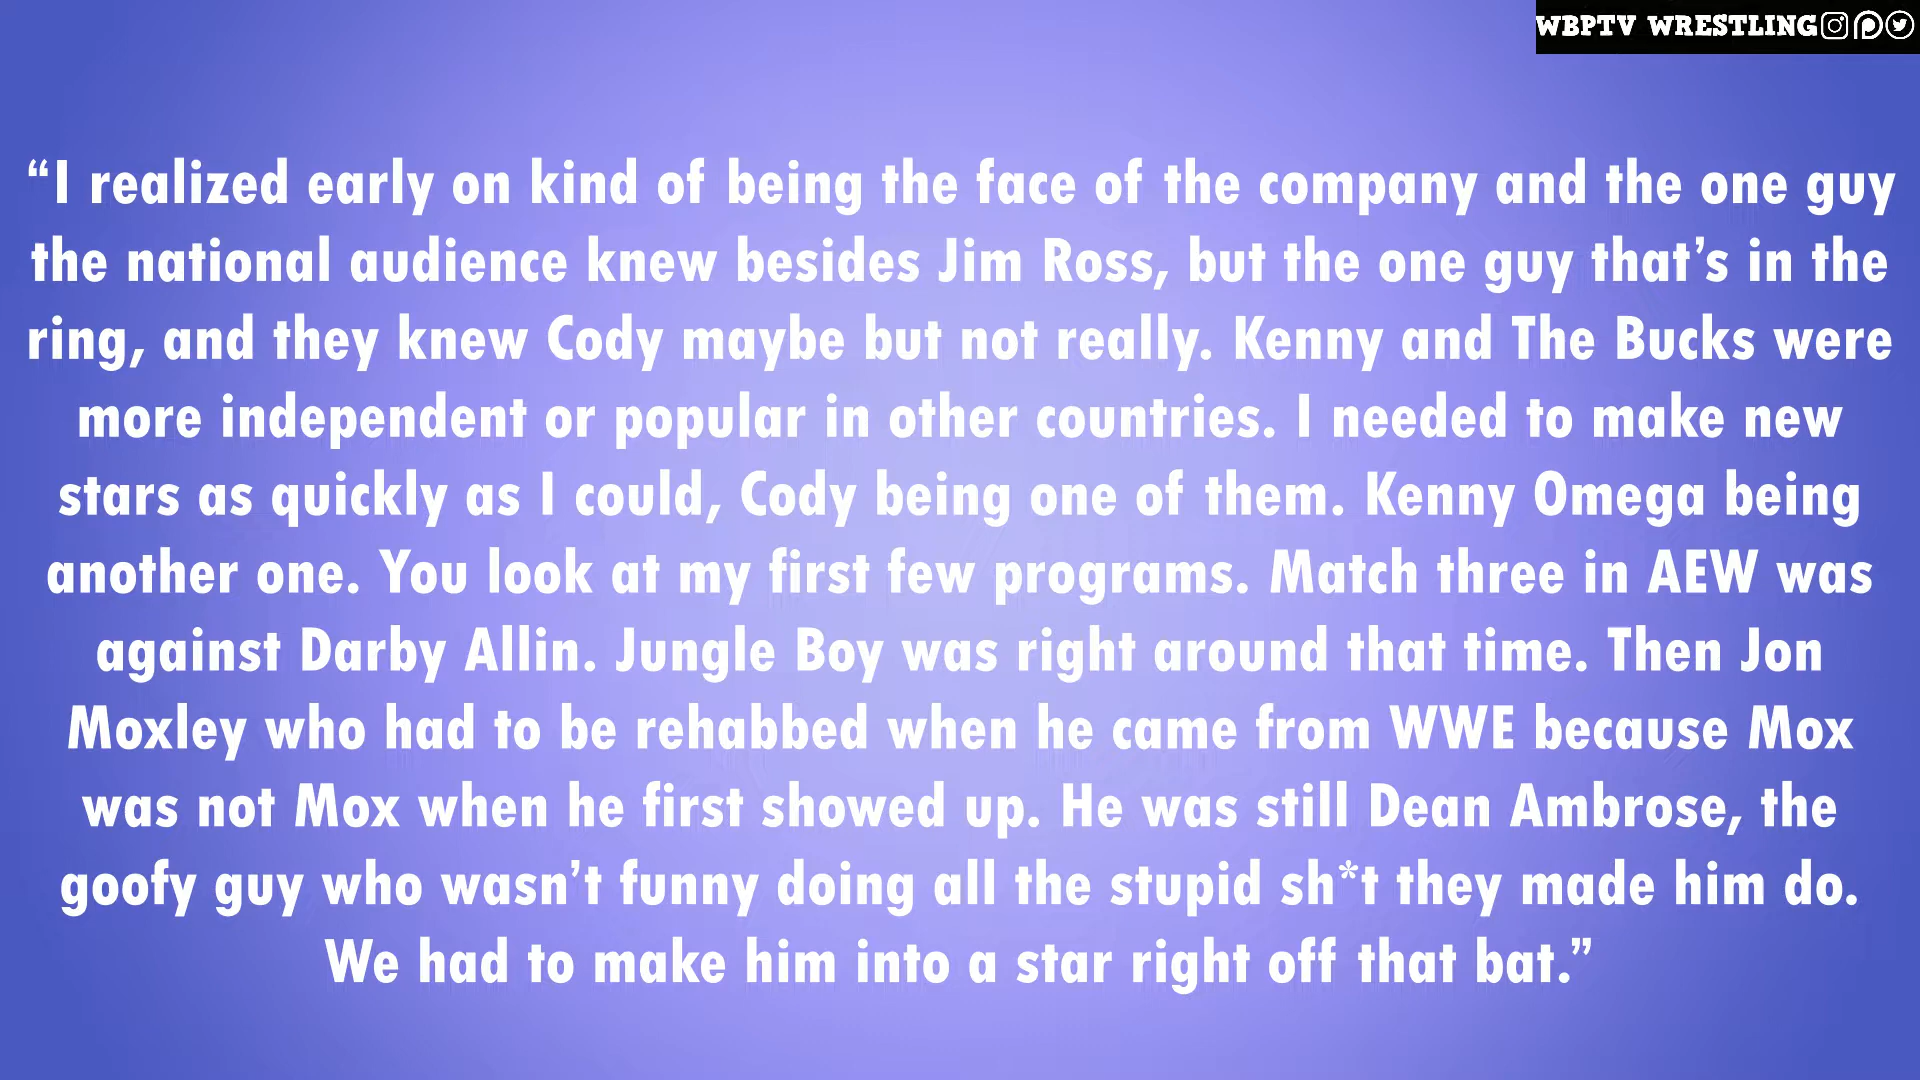 WBPTV WRESTLING
“I realized early on kind of being the face of the company and the one guy
the national audience knew besides Jim Ross, but the one guy that’s in the
ring, and they knew Cody maybe but not really. Kenny and The Bucks were
more independent or popular in other countries. I needed to make new
stars as quickly as I could, Cody being one of them. Kenny Omega being
another one. You look at my first few programs. Match three in AEW was
against Darby Allin. Jungle Boy was right around that time. Then Jon
Moxley who had to be rehabbed when he came from WWE because Mox
was not Mox when he first showed up. He was still Dean Ambrose, the
goofy guy who wasn’t funny doing all the stupid sh*t they made him do.
We had to make him into a star right off that bat.”